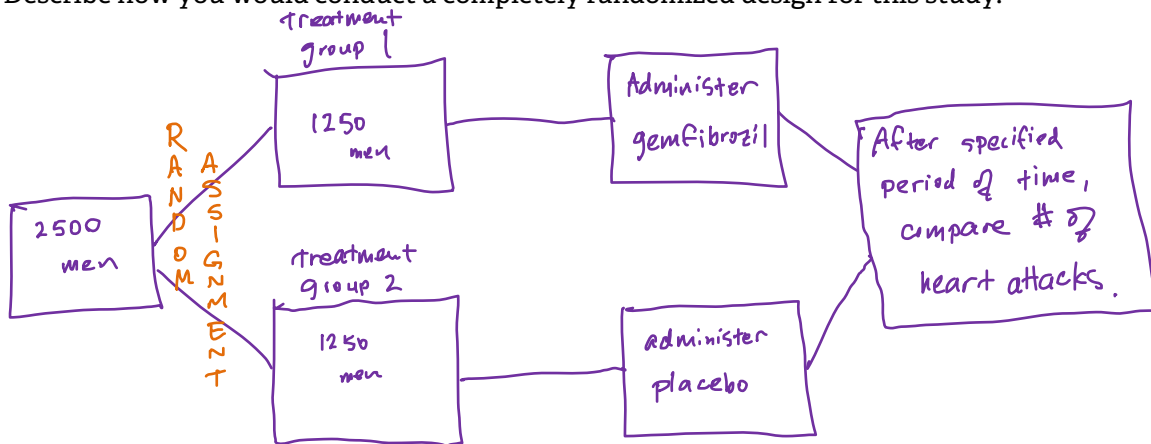 Describe how you would conduct a completely randomized design for this study.
treatment
group 1
1250
men
Administer
gemfibrozil
After specified
period of time,
compare # of
heart attacks.
RANDOM
ASSIGNMENT
2500
men
treatment
group 2
1250
men
administer
placebo